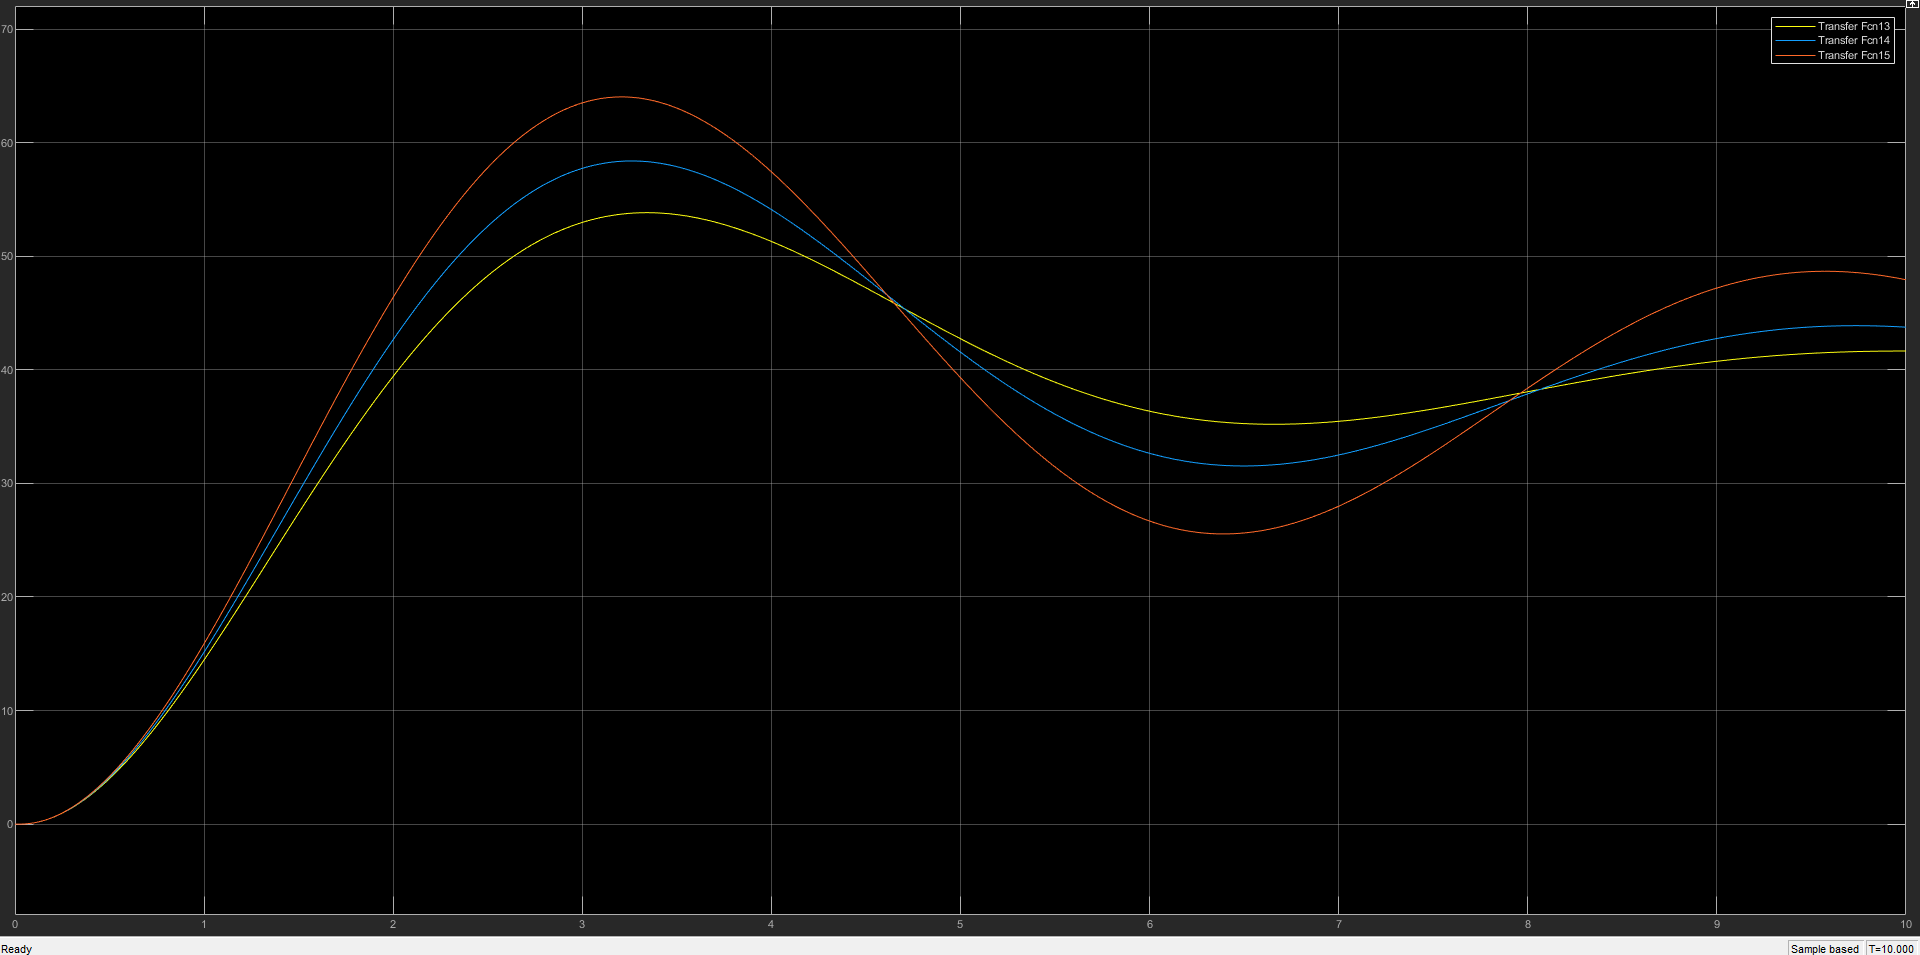 70
60
50
40
30
20
10
0
Transfer Fcn13
Transfer Fcn14
Transfer Fcn15
0 1 2 3 4 5 6 7 8 9 10
Ready
Sample based T=10.000